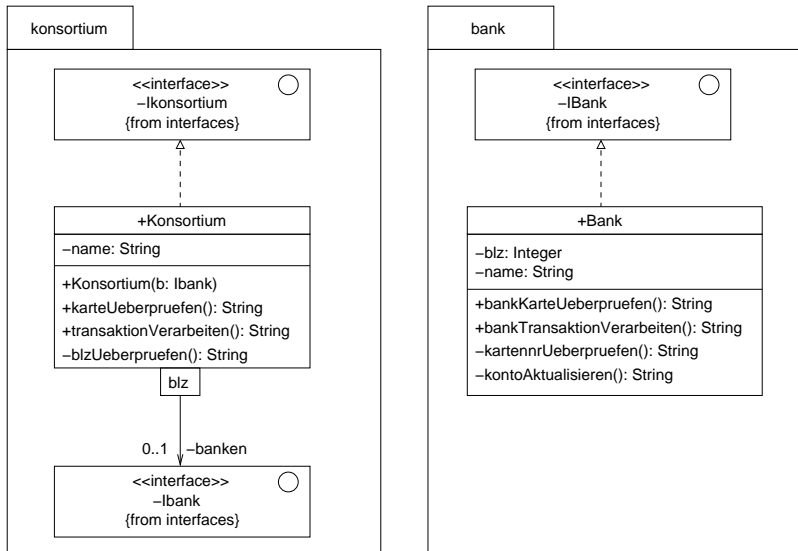 konsortium
<<interface>>
–Ikonsortium
{from interfaces}
+Konsortium
–name: String
+Konsortium(b: Ibank)
+karteUeberpruefen(): String
+transaktionVerarbeiten(): String
–blzUeberpruefen(): String
blz
0..1 –banken
<<interface>>
–Ibank
{from interfaces}
bank
<<interface>>
–IBank
{from interfaces}
+Bank
–blz: Integer
–name: String
+bankKarteUeberpruefen(): String
+bankTransaktionVerarbeiten(): String
–kartennrUeberpruefen(): String
–kontoAktualisieren(): String